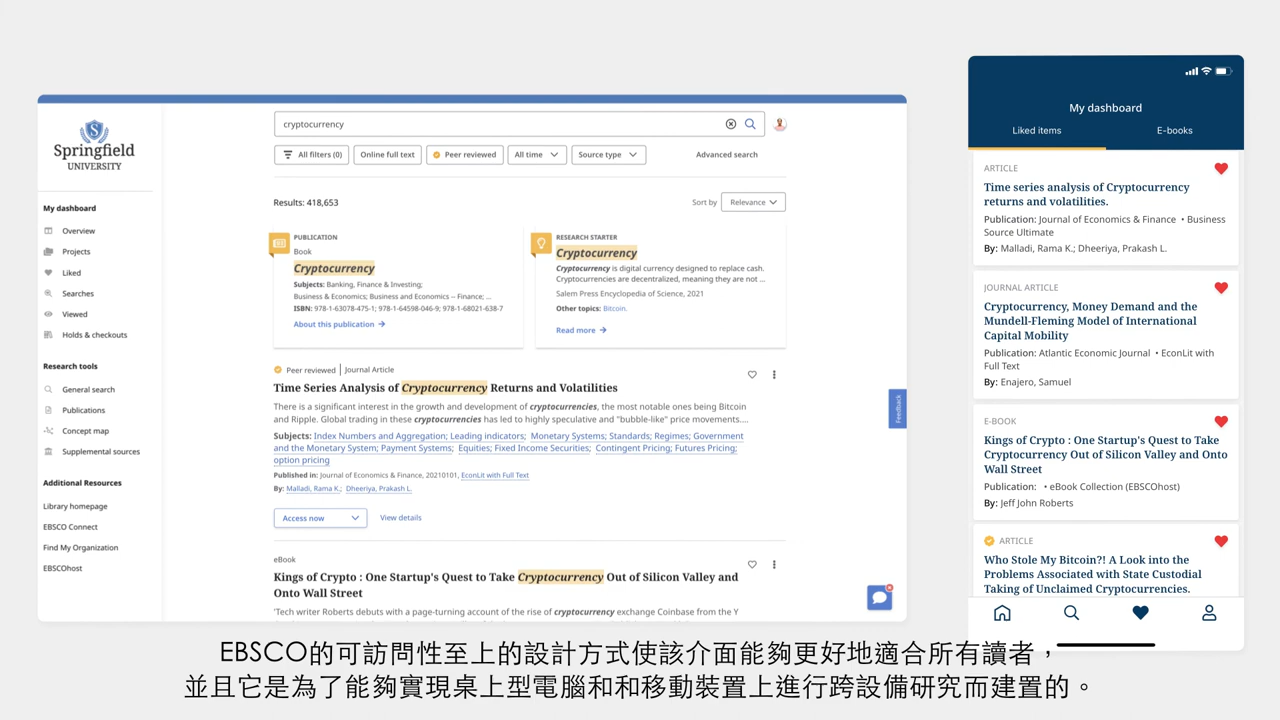 Springfield
UNIVERSITY
My dashboard
Overview
Projects
Liked
Searches
Viewed
Holds & checkouts
Research tools
General search
Publications
Concept map
Supplemental sources
Additional Resources
Library homepage
EBSCO Connect
Find My Organization
EBSCOhost
cryptocurrency
All filters (0)
Online full text
Peer reviewed
All time
Source type
Advanced search
Results: 418,653
Sort by
Relevance
PUBLICATION
Book
Cryptocurrency
Subjects: Banking, Finance & Investing;
Business & Economics; Business and Economics -- Finance; ...
ISBN: 978-1-63078-475-1; 978-1-64598-046-9; 978-1-68021-638-7
About this publication
RESEARCH STARTER
Cryptocurrency
Cryptocurrency is digital currency designed to replace cash.
Cryptocurrencies are decentralized, meaning they are not ...
Salem Press Encyclopedia of Science, 2021
Other topics: Bitcoin.
Read more
Peer reviewed | Journal Article
Time Series Analysis of Cryptocurrency Returns and Volatilities
There is a significant interest in the growth and development of cryptocurrencies, the most notable ones being Bitcoin
and Ripple. Global trading in these cryptocurrencies has led to highly speculative and "bubble-like" price movements....
Subjects: Index Numbers and Aggregation; Leading indicators; Monetary Systems; Standards; Regimes; Government
and the Monetary System; Payment Systems; Equities; Fixed Income Securities; Contingent Pricing; Futures Pricing;
option pricing
Published in: Journal of Economics & Finance, 20210101, EconLit with Full Text
By: Malladi, Rama K.; Dheeriya, Prakash L.
Access now
View details
eBook
Kings of Crypto : One Startup's Quest to Take Cryptocurrency Out of Silicon Valley and
Onto Wall Street
'Tech writer Roberts debuts with a page-turning account of the rise of cryptocurrency exchange Coinbase from the Y
Feedback
My dashboard
Liked items
E-books
ARTICLE
Time series analysis of Cryptocurrency
returns and volatilities.
Publication: Journal of Economics & Finance • Business
Source Ultimate
By: Malladi, Rama K.; Dheeriya, Prakash L.
JOURNAL ARTICLE
Cryptocurrency, Money Demand and the
Mundell-Fleming Model of International
Capital Mobility
Publication: Atlantic Economic Journal • EconLit with
Full Text
By: Enajero, Samuel
E-BOOK
Kings of Crypto : One Startup's Quest to Take
Cryptocurrency Out of Silicon Valley and Onto
Wall Street
Publication: • eBook Collection (EBSCOhost)
By: Jeff John Roberts
ARTICLE
Who Stole My Bitcoin?! A Look into the
Problems Associated with State Custodial
Taking of Unclaimed Cryptocurrencies.
EBSCO的可訪問性至上的設計方式使該介面能夠更好地適合所有讀者，
並且它是為了能夠實現桌上型電腦和和移動裝置上進行跨設備研究而建置的。